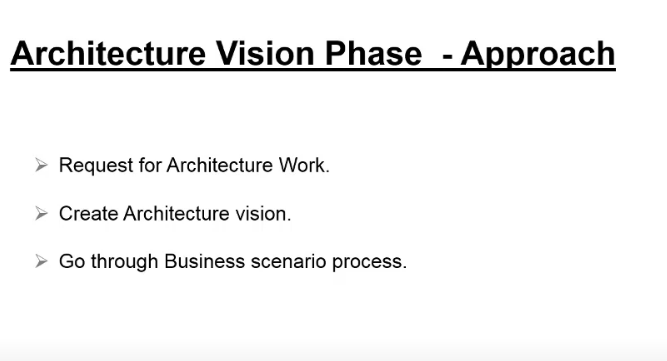 Architecture Vision Phase - Approach
Request for Architecture Work.
Create Architecture vision.
Go through Business scenario process.